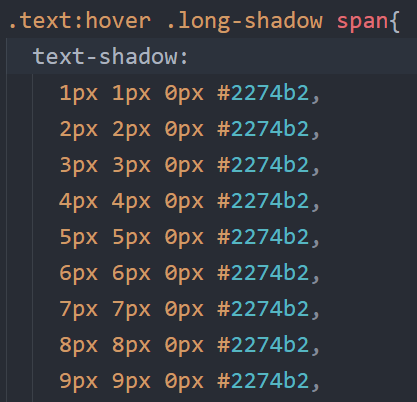 .text:hover .long-shadow span{
text-shadow:
1px 1px 0px #2274b2,
2px 2px 0px #2274b2,
3px 3px 0px #2274b2,
4px 4px 0px #2274b2,
5px 5px 0px #2274b2,
6px 6px 0px #2274b2,
7px 7px 0px #2274b2,
8px 8px 0px #2274b2,
9px 9px 0px #2274b2,